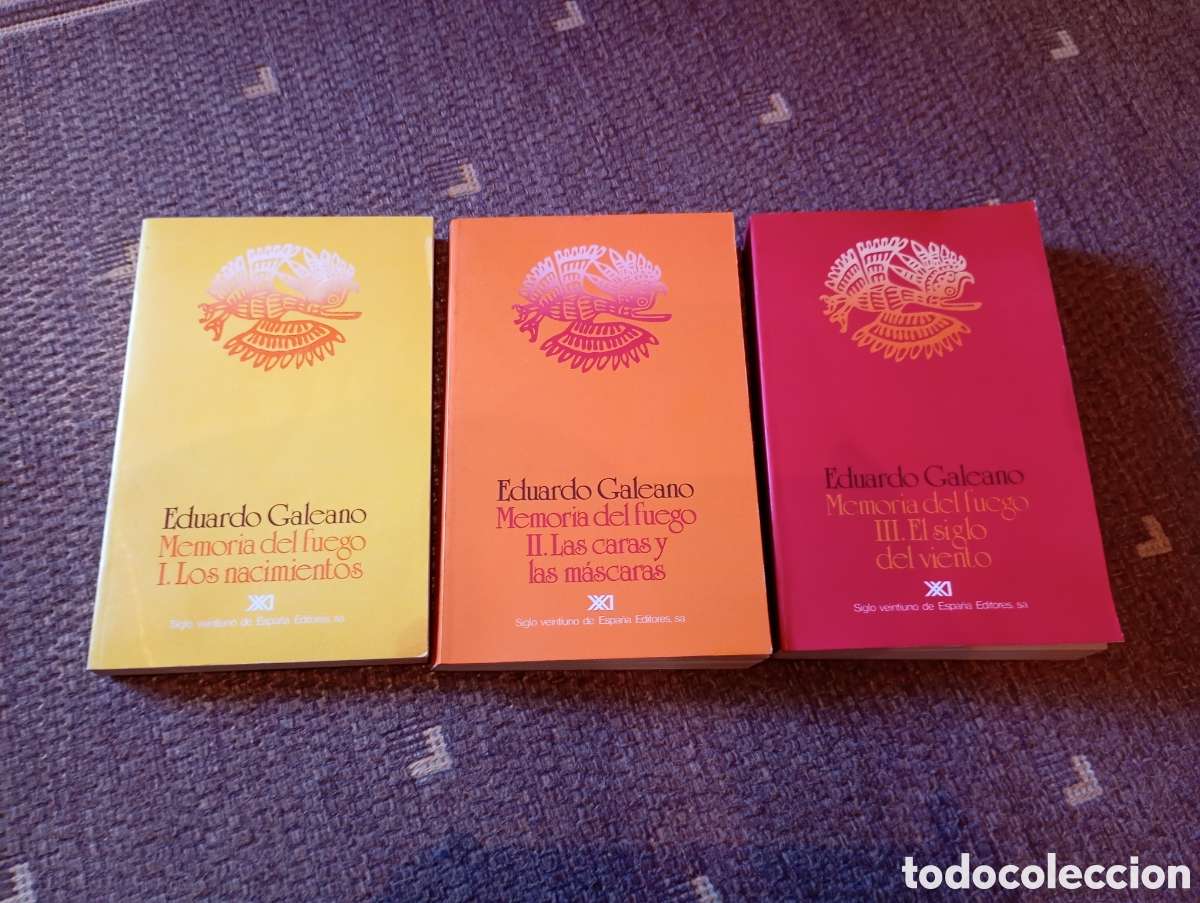 Eduardo Galeano
Memoria del fuego
I. Los nacimientos
XXI
Siglo veintiuno de España Editores, sa
Eduardo Galeano
Memoria del fuego
II. Las caras y
las máscaras
XXI
Siglo veintiuno de España Editores, sa
Eduardo Galeano
Memoria del fuego
III. El siglo
del viento
XXI
Siglo veintiuno de España Editores, sa
todocoleccion